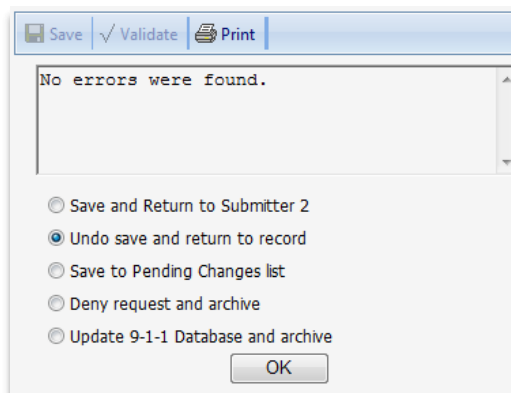 Save Validate Print
No errors were found.
Save and Return to Submitter 2
Undo save and return to record
Save to Pending Changes list
Deny request and archive
Update 9-1-1 Database and archive
OK